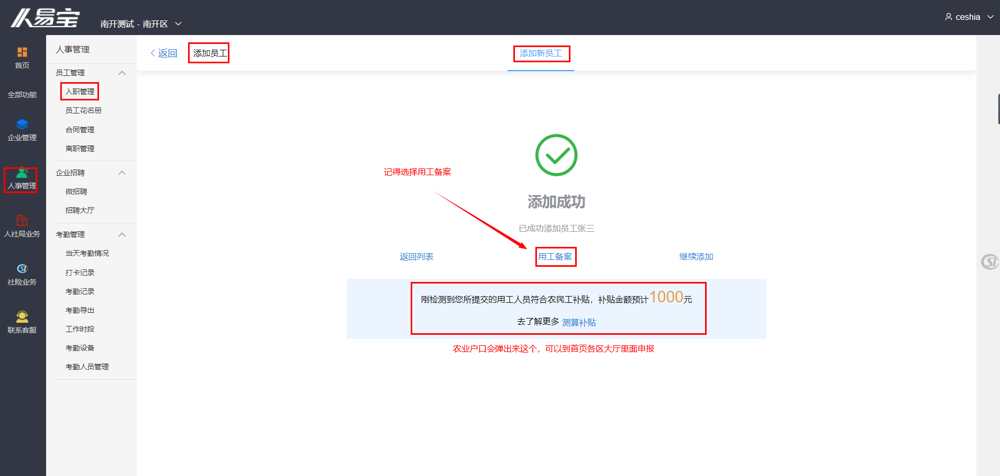 人易宝
南开测试 - 南开区
ceshia
首页
全部功能
企业管理
人事管理
人社局业务
社险业务
联系客服
人事管理
员工管理
入职管理
员工花名册
合同管理
离职管理
企业招聘
微招聘
招聘大厅
考勤管理
当天考勤情况
打卡记录
考勤记录
考勤导出
工作时段
考勤设备
考勤人员管理
返回
添加员工
添加新员工
记得选择用工备案
添加成功
已成功添加员工张三
返回列表
用工备案
继续添加
刚检测到您所提交的用工人员符合农民工补贴，补贴金额预计1000元
去了解更多 测算补贴
农业户口会弹出来这个，可以到首页各区大厅里面申报